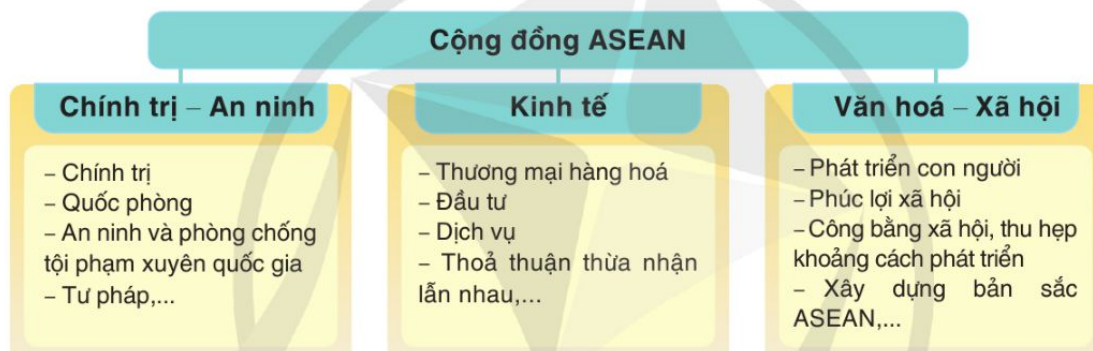 Cộng đồng ASEAN
Chính trị – An ninh
– Chính trị
– Quốc phòng
– An ninh và phòng chống
tội phạm xuyên quốc gia
– Tư pháp,...
Kinh tế
– Thương mại hàng hoá
– Đầu tư
– Dịch vụ
– Thoả thuận thừa nhận
lẫn nhau,...
Văn hoá – Xã hội
– Phát triển con người
– Phúc lợi xã hội
– Công bằng xã hội, thu hẹp
khoảng cách phát triển
– Xây dựng bản sắc
ASEAN,...